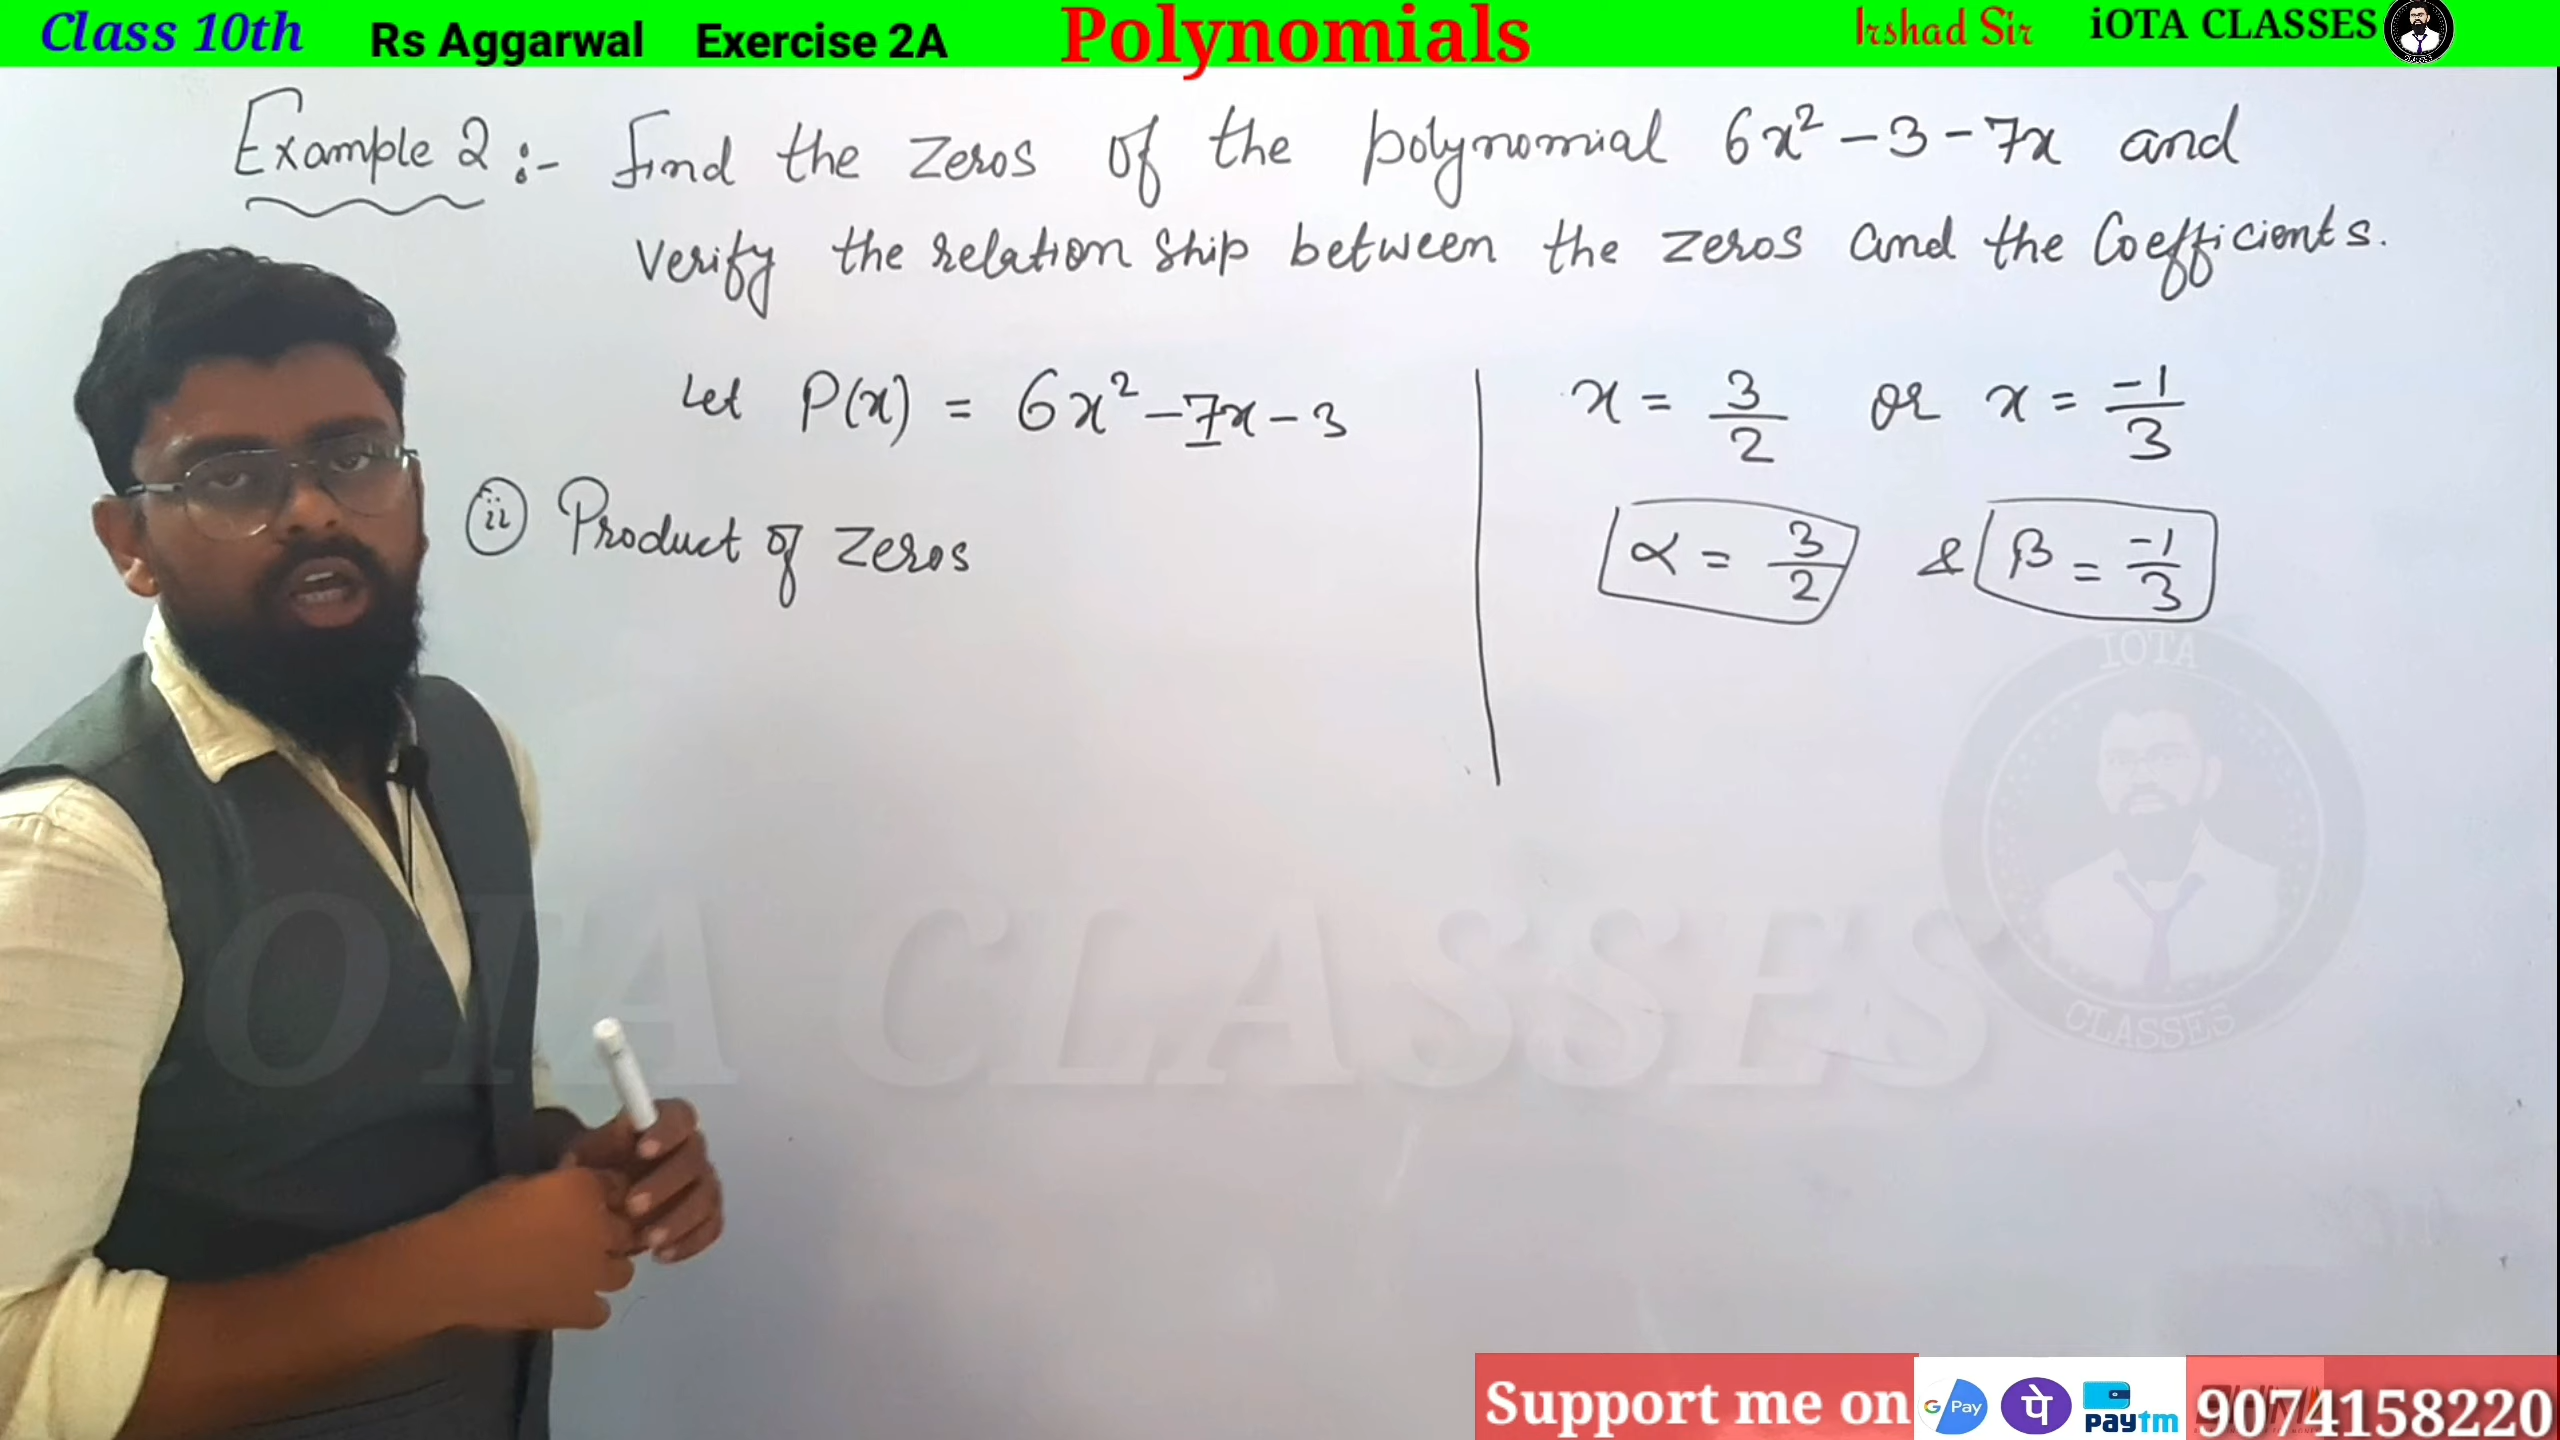 Class 10th Rs Aggarwal Exercise 2A Polynomials Irshad Sir iOTA CLASSES
Example 2 :- Find the zeros of the polynomial 6x² - 3 - 7x and
Verify the relation ship between the zeros and the Coefficients.
Let P(x) = 6x² - 7x - 3
(ii) Product of zeros
x = 3/2 or x = -1/3
α = 3/2 & β = -1/3
IOTA
CLASSES
IOTA CLASSES
Support me on G Pay पे paytm 9074158220